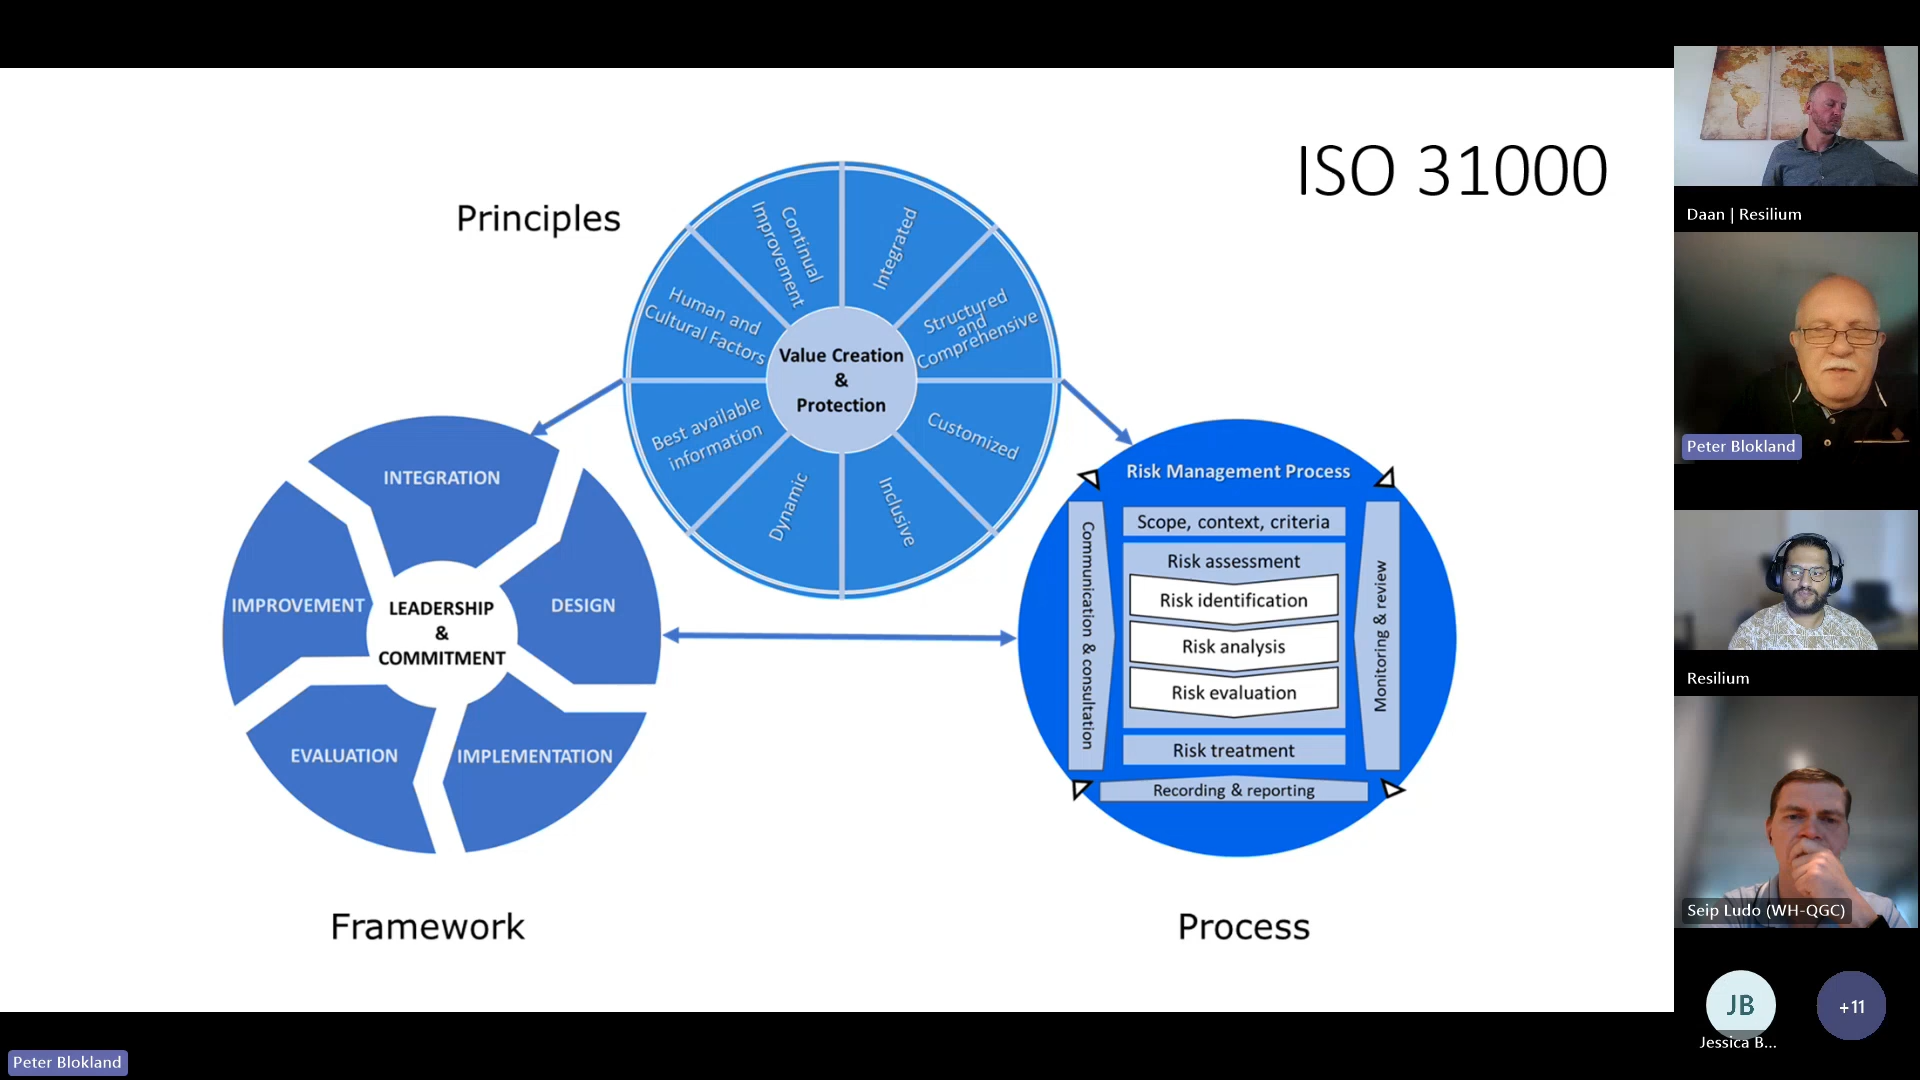 ISO 31000
Principles
Continual
Improvement
Integrated
Human and
Cultural Factors
Structured
and
Comprehensive
Value Creation
&
Protection
Best available
information
Customized
Dynamic
Inclusive
INTEGRATION
IMPROVEMENT
DESIGN
LEADERSHIP
&
COMMITMENT
EVALUATION
IMPLEMENTATION
Framework
Risk Management Process
Communication & consultation
Scope, context, criteria
Risk assessment
Risk identification
Risk analysis
Risk evaluation
Risk treatment
Monitoring & review
Recording & reporting
Process
Daan | Resilium
Peter Blokland
Resilium
Seip Ludo (WH-QGC)
JB
Jessica B...
+11
Peter Blokland